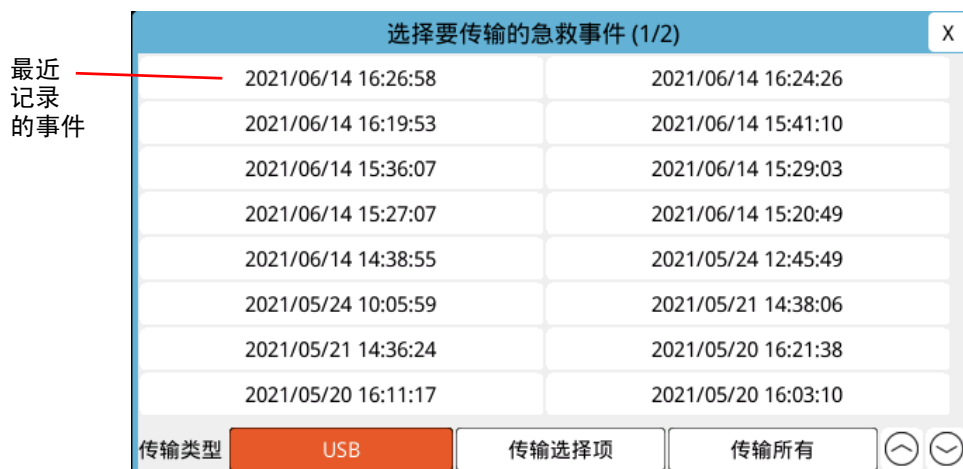 选择要传输的急救事件 (1/2)
X
最近
记录
的事件
2021/06/14 16:26:58
2021/06/14 16:24:26
2021/06/14 16:19:53
2021/06/14 15:41:10
2021/06/14 15:36:07
2021/06/14 15:29:03
2021/06/14 15:27:07
2021/06/14 15:20:49
2021/06/14 14:38:55
2021/05/24 12:45:49
2021/05/24 10:05:59
2021/05/21 14:38:06
2021/05/21 14:36:24
2021/05/20 16:21:38
2021/05/20 16:11:17
2021/05/20 16:03:10
传输类型
USB
传输选择项
传输所有